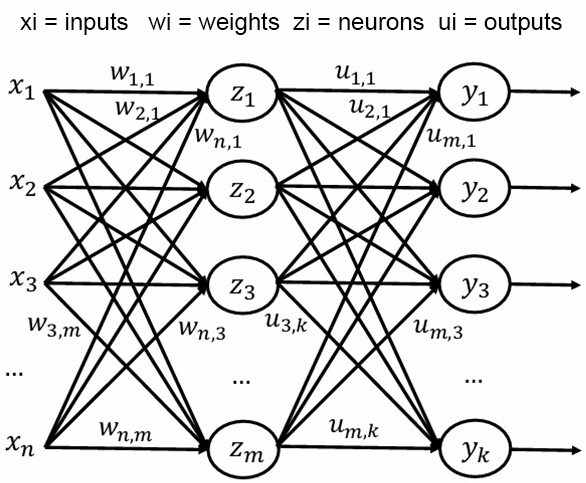 xi = inputs wi = weights zi = neurons ui = outputs
w1,1 u1,1
x1 z1 y1
w2,1 u2,1
wn,1 um,1
x2 z2 y2
x3 z3 y3
w3,m wn,3 u3,k um,3
... ... ...
wn,m um,k
xn zm yk